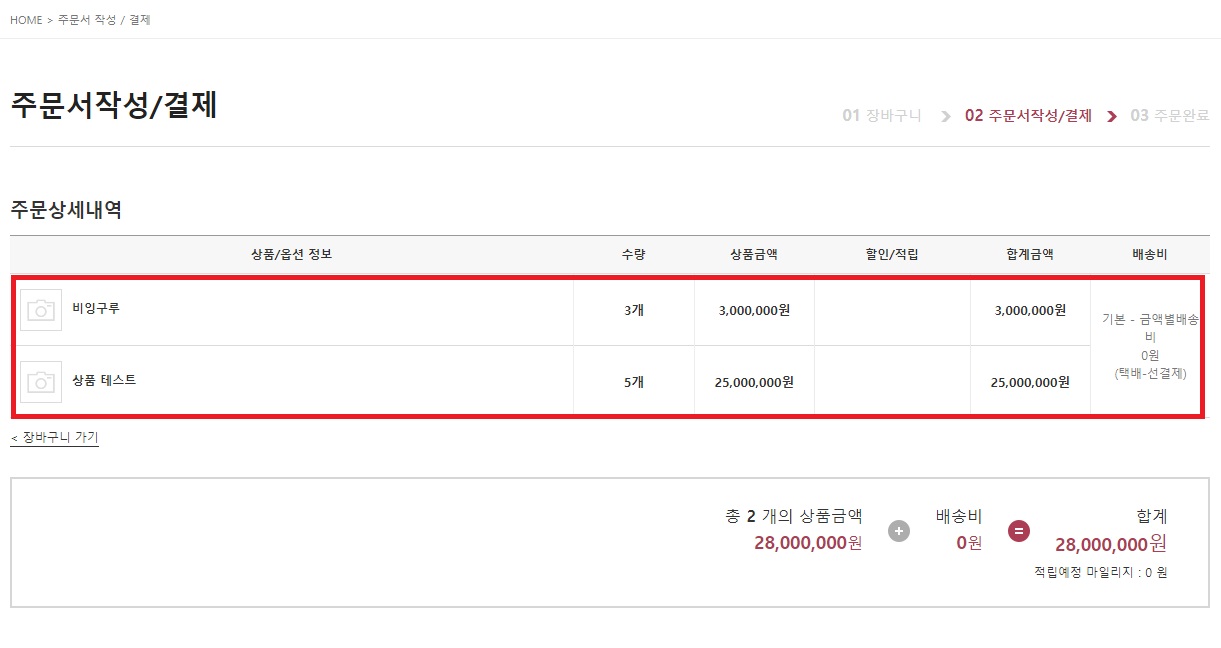 HOME > 주문서 작성 / 결제
주문서작성/결제
01 장바구니 02 주문서작성/결제 03 주문완료
주문상세내역
상품/옵션 정보 수량 상품금액 할인/적립 합계금액 배송비
비잉구루 3개 3,000,000원 3,000,000원
기본 - 금액별배송
비
0원
(택배-선결제)
상품 테스트 5개 25,000,000원 25,000,000원
< 장바구니 가기
총 2 개의 상품금액 배송비 합계
28,000,000원 + 0원 = 28,000,000원
적립예정 마일리지 : 0 원